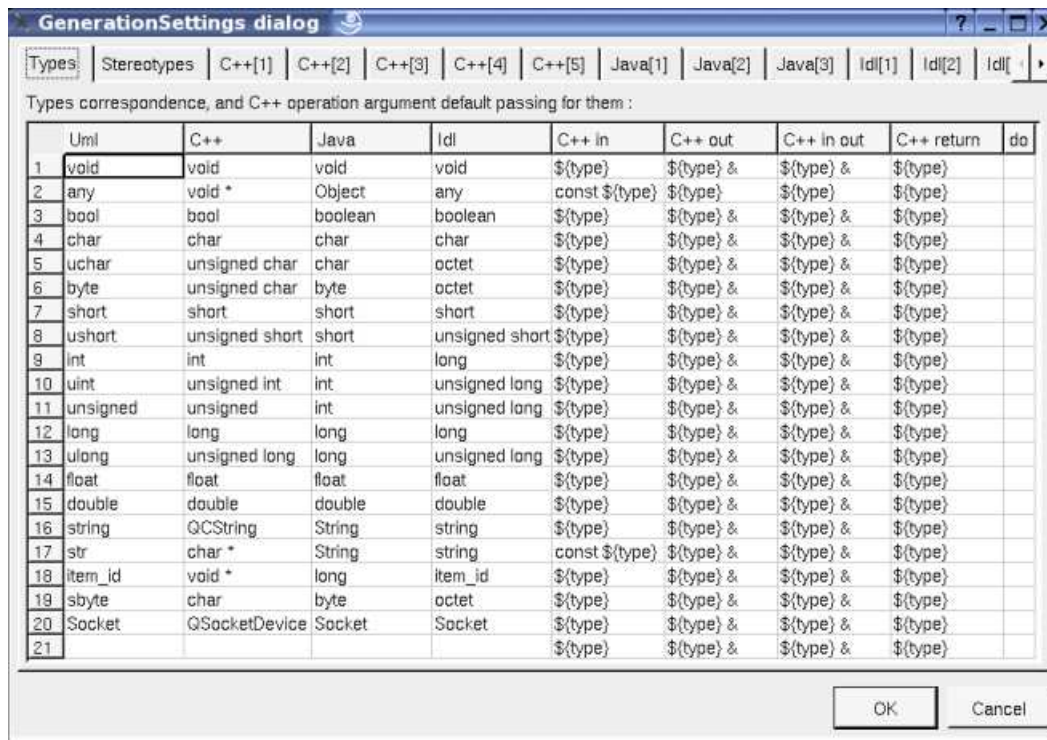 GenerationSettings dialog
Types Stereotypes C++[1] C++[2] C++[3] C++[4] C++[5] Java[1] Java[2] Java[3] Idl[1] Idl[2] Idl[
Types correspondence, and C++ operation argument default passing for them :
Uml C++ Java Idl C++ in C++ out C++ in out C++ return do
1 void void void void ${type} ${type} & ${type} & ${type}
2 any void * Object any const ${type} ${type} ${type} ${type}
3 bool bool boolean boolean ${type} ${type} & ${type} & ${type}
4 char char char char ${type} ${type} & ${type} & ${type}
5 uchar unsigned char char octet ${type} ${type} & ${type} & ${type}
6 byte unsigned char byte octet ${type} ${type} & ${type} & ${type}
7 short short short short ${type} ${type} & ${type} & ${type}
8 ushort unsigned short short unsigned short ${type} ${type} & ${type} & ${type}
9 int int int long ${type} ${type} & ${type} & ${type}
10 uint unsigned int int unsigned long ${type} ${type} & ${type} & ${type}
11 unsigned unsigned int unsigned long ${type} ${type} & ${type} & ${type}
12 long long long long ${type} ${type} & ${type} & ${type}
13 ulong unsigned long long unsigned long ${type} ${type} & ${type} & ${type}
14 float float float float ${type} ${type} & ${type} & ${type}
15 double double double double ${type} ${type} & ${type} & ${type}
16 string QCString String string ${type} ${type} & ${type} & ${type}
17 str char * String string const ${type} ${type} & ${type} & ${type}
18 item_id void * long item_id ${type} ${type} & ${type} & ${type}
19 sbyte char byte octet ${type} ${type} & ${type} & ${type}
20 Socket QSocketDevice Socket Socket ${type} ${type} & ${type} & ${type}
21 ${type} ${type} & ${type} & ${type}
OK Cancel